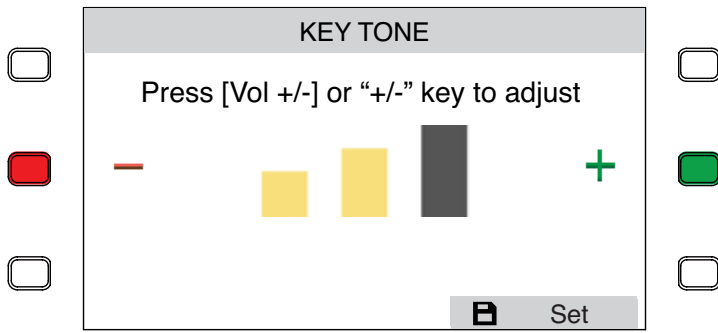 KEY TONE
Press [Vol +/-] or “+/-” key to adjust
− +
Set